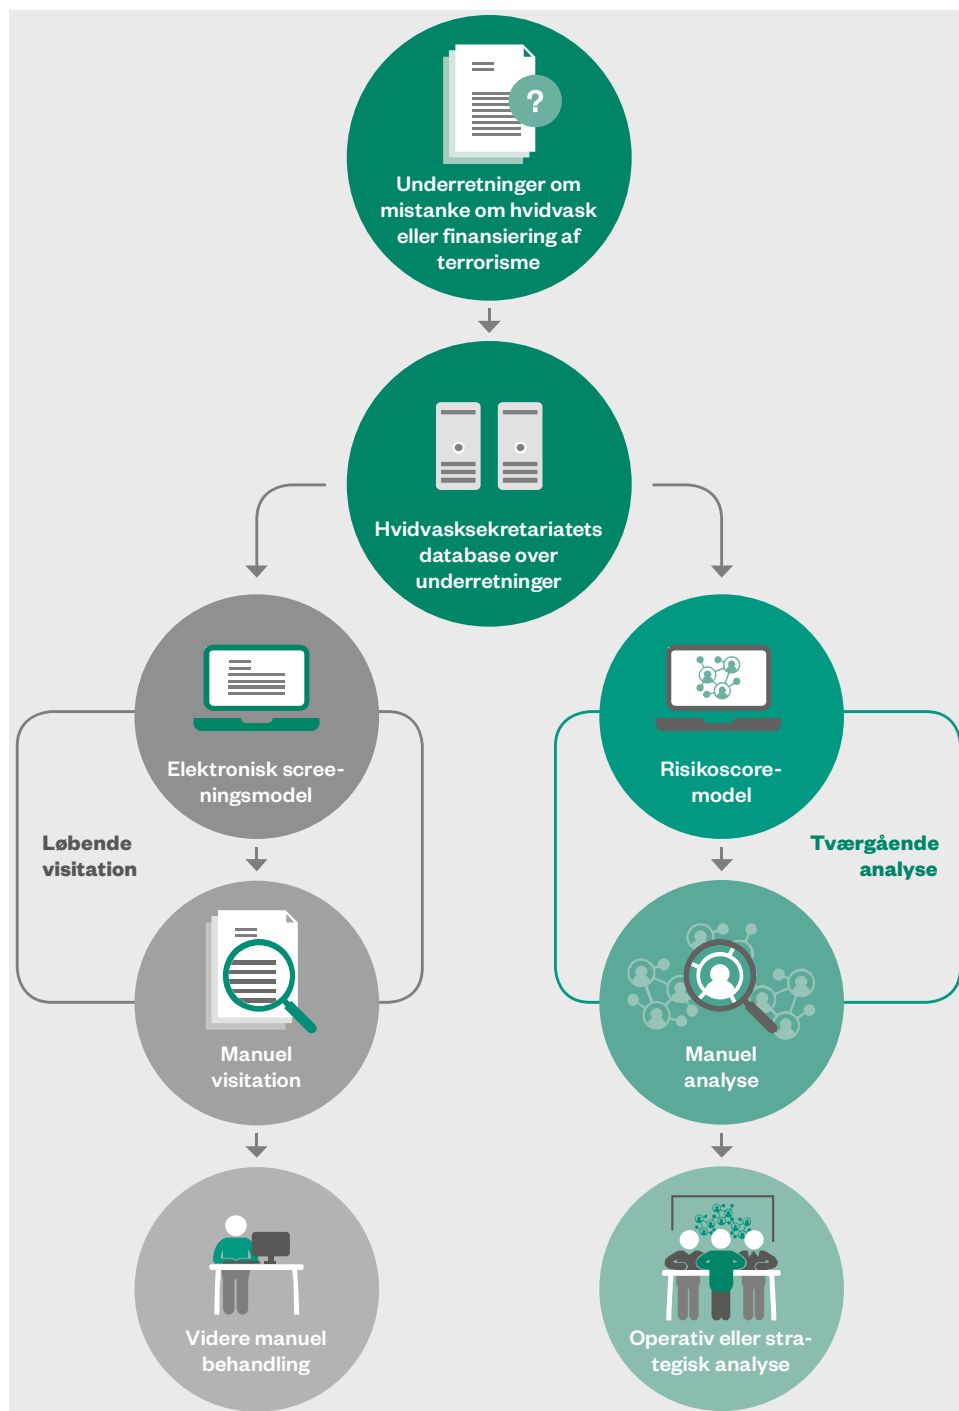 ?
Underretninger om
mistanke om hvidvask
eller finansiering af
terrorisme
Hvidvasksekretariatets
database over
underretninger
Elektronisk scree-
ningsmodel
Løbende
visitation
Manuel
visitation
Videre manuel
behandling
Risikoscore-
model
Tværgående
analyse
Manuel
analyse
Operativ eller stra-
tegisk analyse